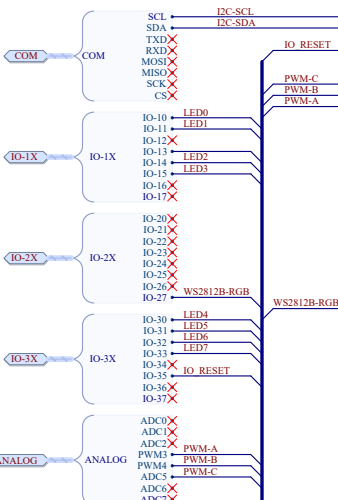 SCL I2C-SCL
SDA I2C-SDA
TXD
RXD IO_RESET
COM COM MOSI
MISO
SCK PWM-C
CS PWM-B
PWM-A
IO-10 LED0
IO-11 LED1
IO-12
IO-1X IO-1X IO-13
IO-14 LED2
IO-15 LED3
IO-16
IO-17
IO-20
IO-21
IO-22
IO-23
IO-2X IO-2X IO-24
IO-25
IO-26
IO-27 WS2812B-RGB
WS2812B-RGB
IO-30 LED4
IO-31 LED5
IO-32 LED6
IO-3X IO-3X IO-33 LED7
IO-34
IO-35 IO_RESET
IO-36
IO-37
ADC0
ADC1
ADC2
PWM3 PWM-A
ANALOG ANALOG PWM4 PWM-B
ADC5 PWM-C
ADC6
ADC7